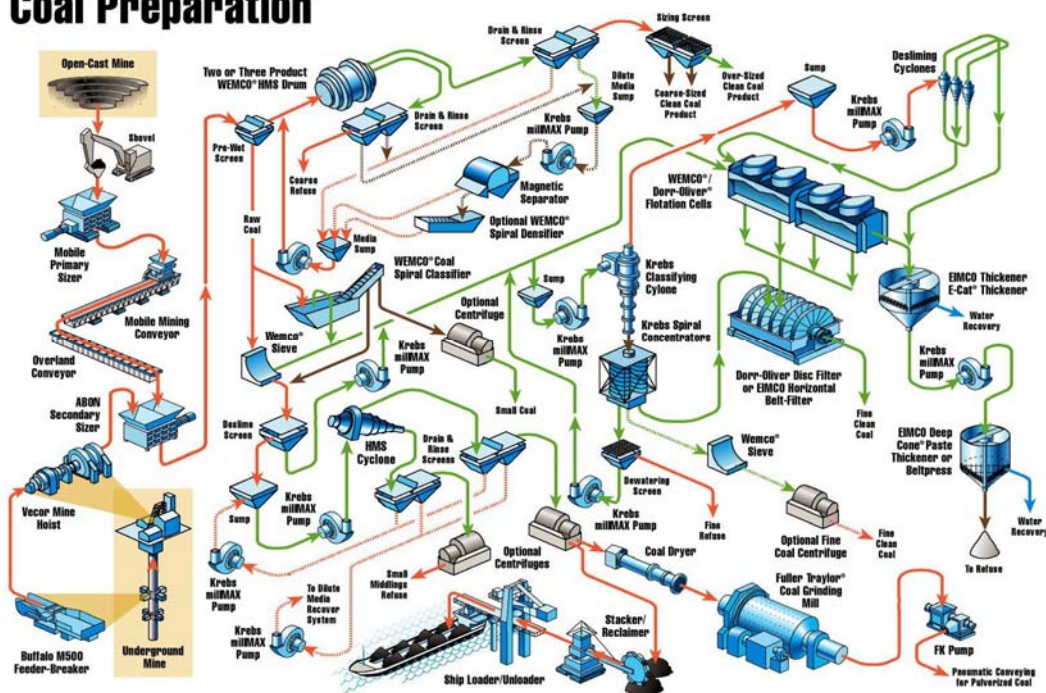 Coal Preparation
Open-Cast Mine
Shovel
Mobile
Primary
Sizer
Mobile Mining
Conveyor
Overland
Conveyor
ABON
Secondary
Sizer
Vecor Mine
Hoist
Buffalo M500
Feeder-Breaker
Underground
Mine
Two or Three Product
WEMCO® HMS Drum
Pre-Wet
Screen
Raw
Coal
Coarse
Refuse
Drain & Rinse
Screen
Drain & Rinse
Screen
Sizing Screen
Coarse-Sized
Clean Coal
Product
Over-Sized
Clean Coal
Product
Dilute
Media
Sump
Krebs
millMAX Pump
Magnetic
Separator
Optional WEMCO®
Spiral Densifier
Media
Sump
WEMCO® Coal
Spiral Classifier
Wemco®
Sieve
Krebs
millMAX
Pump
Optional
Centrifuge
Small Coal
Deslime
Screen
Sump
Krebs
millMAX
Pump
HMS
Cyclone
Drain &
Rinse
Screens
Krebs
millMAX
Pump
Krebs
millMAX
Pump
To Dilute
Media
Recover
System
Small
Middlings
Refuse
Optional
Centrifuges
Ship Loader/Unloader
Stacker/
Reclaimer
Coal Dryer
Fuller Traylor®
Coal Grinding
Mill
FK Pump
Pneumatic Conveying
for Pulverized Coal
Sump
Krebs
millMAX
Pump
Krebs
Classifying
Cylone
Krebs Spiral
Concentrators
Dewatering
Screen
Krebs
millMAX Pump
Fine
Refuse
Wemco®
Sieve
Optional Fine
Coal Centrifuge
Fine
Clean
Coal
Sump
Krebs
millMAX
Pump
Desliming
Cyclones
WEMCO®/
Dorr-Oliver®
Flotation Cells
Dorr-Oliver Disc Filter
or EIMCO Horizontal
Belt-Filter
Fine
Clean
Coal
EIMCO Thickener
E-Cat® Thickener
Water
Recovery
Krebs
millMAX
Pump
EIMCO Deep
Cone® Paste
Thickener or
Beltpress
Water
Recovery
To Refuse